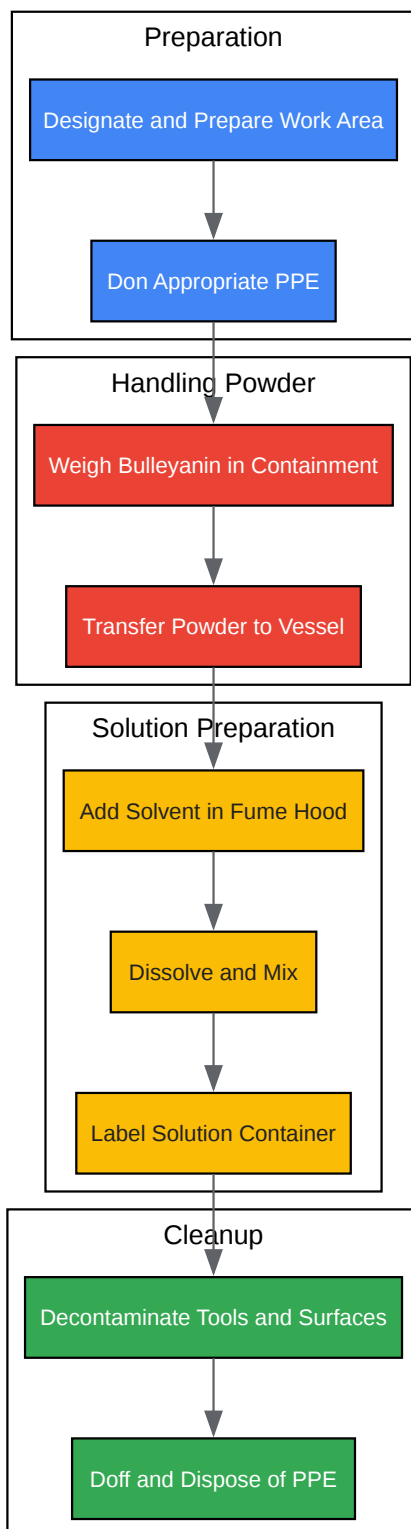 Preparation
Designate and Prepare Work Area
Don Appropriate PPE
Handling Powder
Weigh Bulleyanin in Containment
Transfer Powder to Vessel
Solution Preparation
Add Solvent in Fume Hood
Dissolve and Mix
Label Solution Container
Cleanup
Decontaminate Tools and Surfaces
Doff and Dispose of PPE